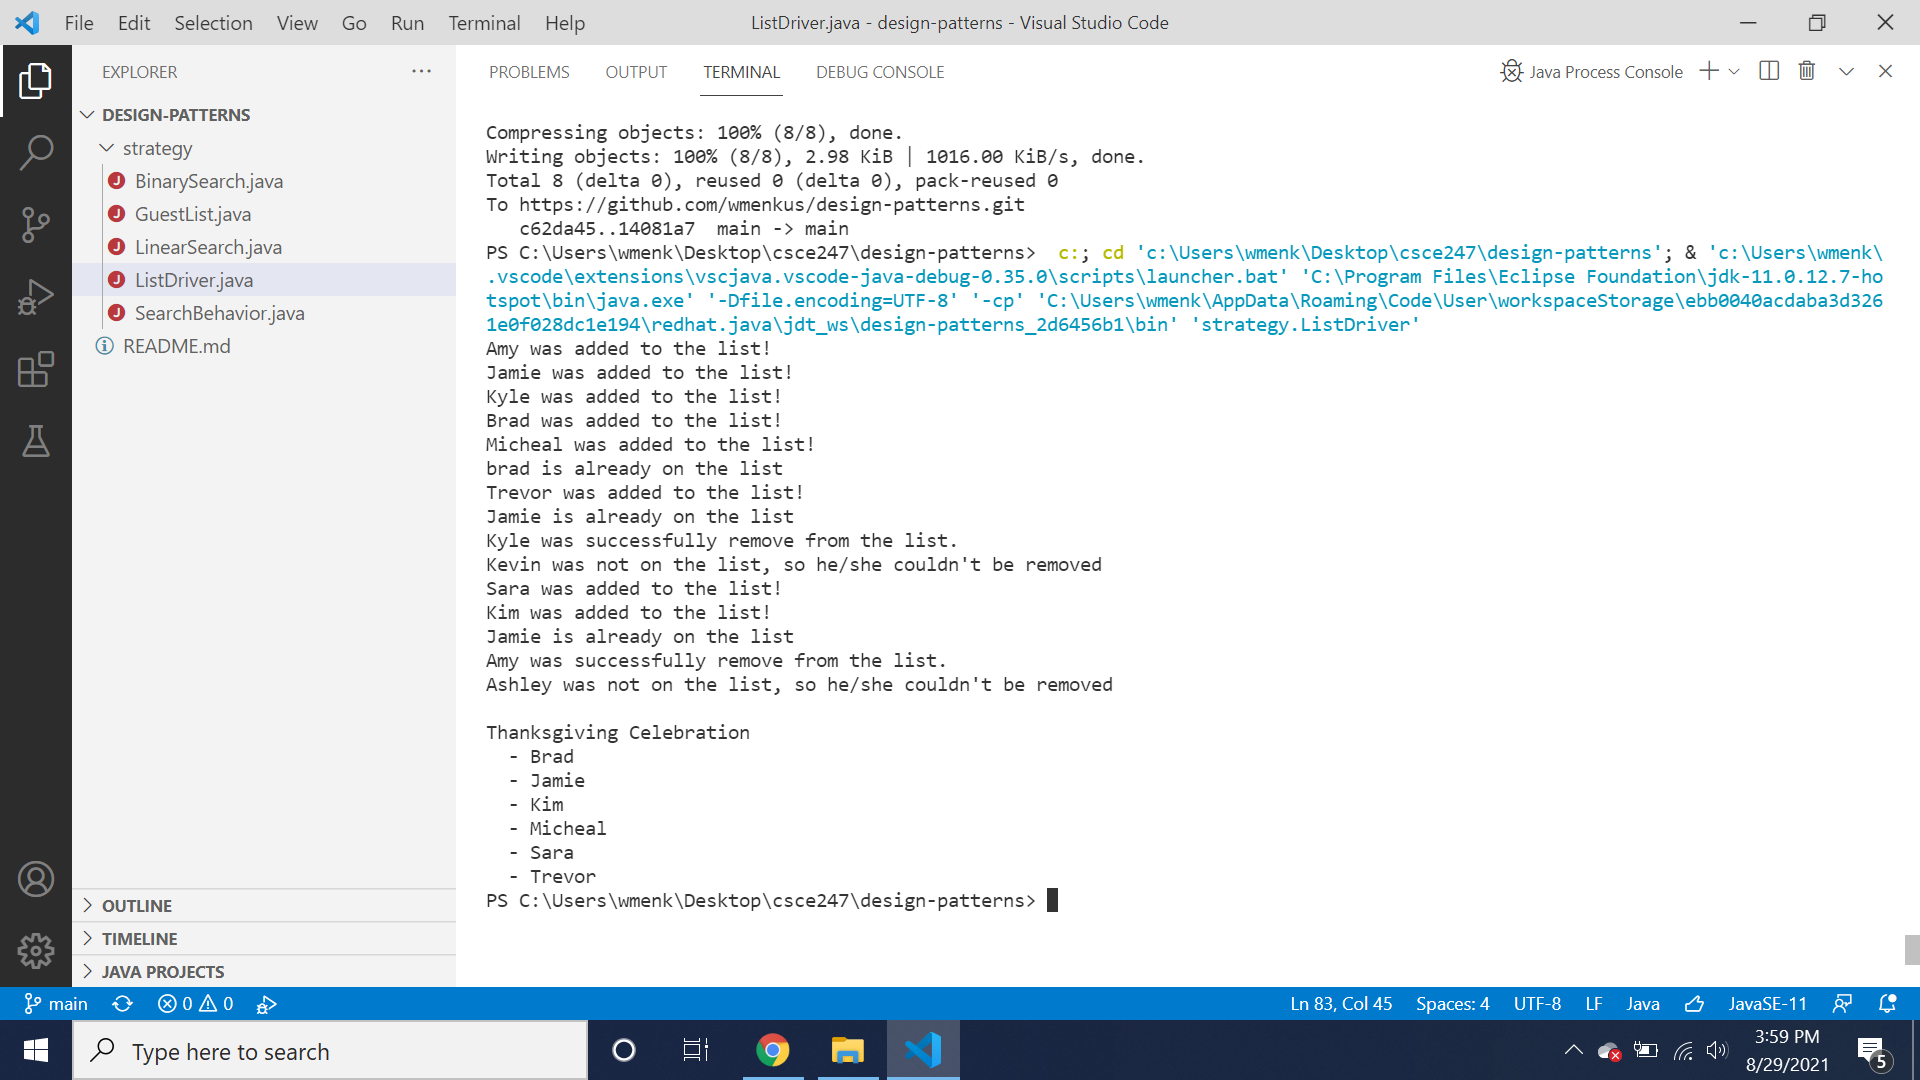 File Edit Selection View Go Run Terminal Help
ListDriver.java - design-patterns - Visual Studio Code
EXPLORER
DESIGN-PATTERNS
strategy
J BinarySearch.java
J GuestList.java
J LinearSearch.java
J ListDriver.java
J SearchBehavior.java
README.md
OUTLINE
TIMELINE
JAVA PROJECTS
PROBLEMS OUTPUT TERMINAL DEBUG CONSOLE
Java Process Console
Compressing objects: 100% (8/8), done.
Writing objects: 100% (8/8), 2.98 KiB | 1016.00 KiB/s, done.
Total 8 (delta 0), reused 0 (delta 0), pack-reused 0
To https://github.com/wmenkus/design-patterns.git
   c62da45..14081a7  main -> main
PS C:\Users\wmenk\Desktop\csce247\design-patterns>  c:; cd 'c:\Users\wmenk\Desktop\csce247\design-patterns'; & 'c:\Users\wmenk\
.vscode\extensions\vscjava.vscode-java-debug-0.35.0\scripts\launcher.bat' 'C:\Program Files\Eclipse Foundation\jdk-11.0.12.7-ho
tspot\bin\java.exe' '-Dfile.encoding=UTF-8' '-cp' 'C:\Users\wmenk\AppData\Roaming\Code\User\workspaceStorage\ebb0040acdaba3d326
1e0f028dc1e194\redhat.java\jdt_ws\design-patterns_2d6456b1\bin' 'strategy.ListDriver'
Amy was added to the list!
Jamie was added to the list!
Kyle was added to the list!
Brad was added to the list!
Micheal was added to the list!
brad is already on the list
Trevor was added to the list!
Jamie is already on the list
Kyle was successfully remove from the list.
Kevin was not on the list, so he/she couldn't be removed
Sara was added to the list!
Kim was added to the list!
Jamie is already on the list
Amy was successfully remove from the list.
Ashley was not on the list, so he/she couldn't be removed
Thanksgiving Celebration
  - Brad
  - Jamie
  - Kim
  - Micheal
  - Sara
  - Trevor
PS C:\Users\wmenk\Desktop\csce247\design-patterns>
main 0 0 Ln 83, Col 45 Spaces: 4 UTF-8 LF Java JavaSE-11
Type here to search
3:59 PM
8/29/2021
5